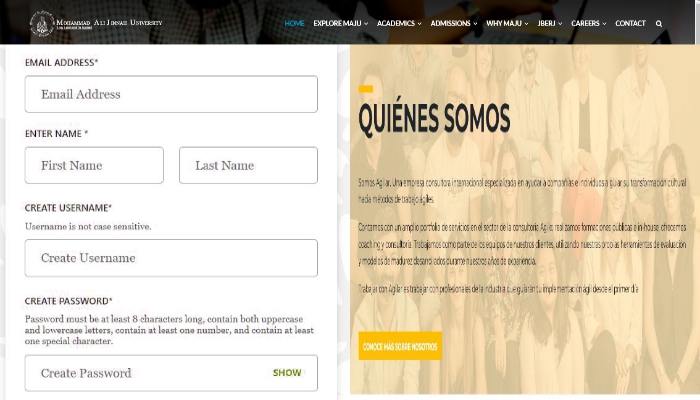 Mohammad Ali Jinnah University
HOME EXPLORE MAJU ACADEMICS ADMISSIONS WHY MAJU JBERJ CAREERS CONTACT
EMAIL ADDRESS*
Email Address
ENTER NAME *
First Name Last Name
CREATE USERNAME*
Username is not case sensitive.
Create Username
CREATE PASSWORD*
Password must be at least 8 characters long, contain both uppercase
and lowercase letters, contain at least one number, and contain at least
one special character.
Create Password SHOW
QUIÉNES SOMOS
Somos Agilar. Una empresa consultora internacional especializada en ayudar a compañías e individuos a guiar su transformación cultural
hacia métodos de trabajo ágiles.
Contamos con un amplio portfolio de servicios en el sector de la consultoría Agile: realizamos formaciones públicas e in-house, ofrecemos
coaching y consultoría. Trabajamos como parte de los equipos de nuestros clientes, utilizando nuestras propias herramientas de evaluación
y modelos de madurez desarrollados durante nuestros años de experiencia.
Trabajar con Agilar es trabajar con profesionales de la industria que guiarán tu implementación ágil desde el primer día
CONOCE MÁS SOBRE NOSOTROS